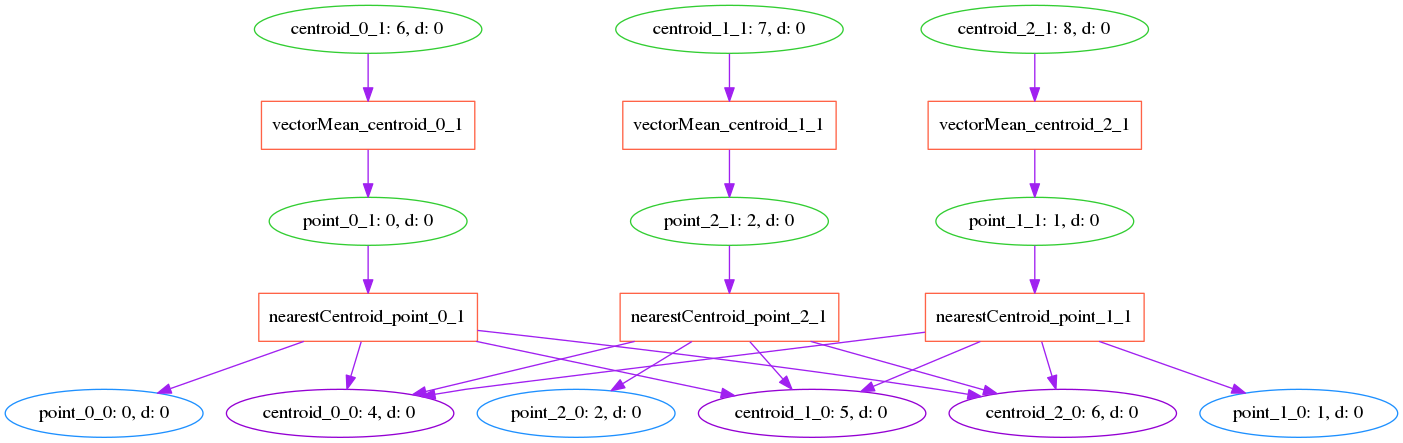 centroid_0_1: 6, d: 0
centroid_1_1: 7, d: 0
centroid_2_1: 8, d: 0
vectorMean_centroid_0_1
vectorMean_centroid_1_1
vectorMean_centroid_2_1
point_0_1: 0, d: 0
point_2_1: 2, d: 0
point_1_1: 1, d: 0
nearestCentroid_point_0_1
nearestCentroid_point_2_1
nearestCentroid_point_1_1
point_0_0: 0, d: 0
centroid_0_0: 4, d: 0
point_2_0: 2, d: 0
centroid_1_0: 5, d: 0
centroid_2_0: 6, d: 0
point_1_0: 1, d: 0